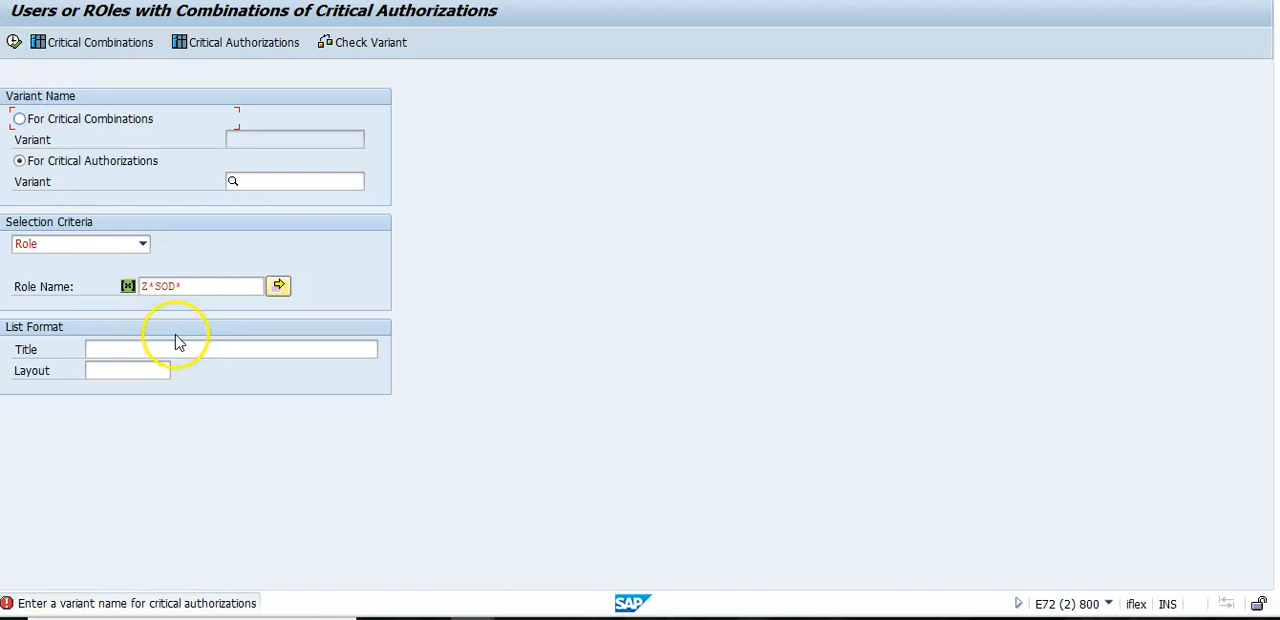 Users or ROles with Combinations of Critical Authorizations
Critical Combinations Critical Authorizations Check Variant
Variant Name
For Critical Combinations
Variant
For Critical Authorizations
Variant
Selection Criteria
Role
Role Name: Z*SOD*
List Format
Title
Layout
Enter a variant name for critical authorizations SAP E72 (2) 800 iflex INS